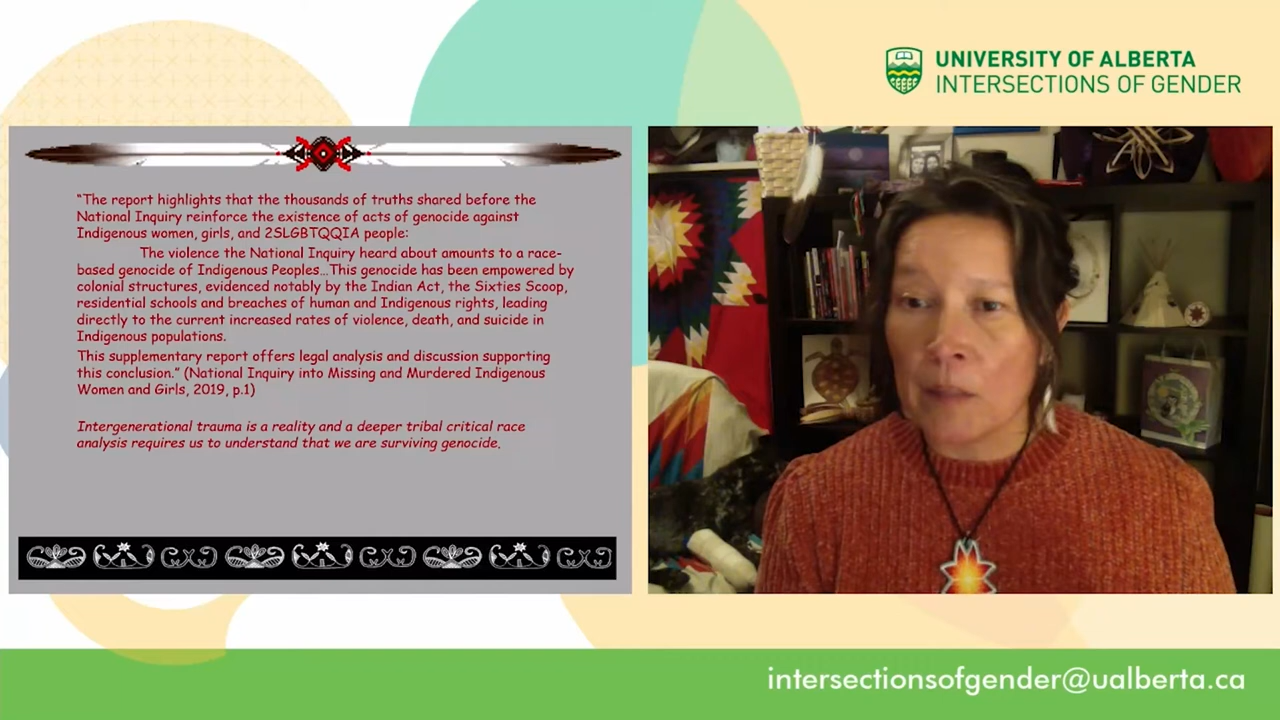 UNIVERSITY OF ALBERTA
INTERSECTIONS OF GENDER
“The report highlights that the thousands of truths shared before the
National Inquiry reinforce the existence of acts of genocide against
Indigenous women, girls, and 2SLGBTQQIA people:
The violence the National Inquiry heard about amounts to a race-
based genocide of Indigenous Peoples…This genocide has been empowered by
colonial structures, evidenced notably by the Indian Act, the Sixties Scoop,
residential schools and breaches of human and Indigenous rights, leading
directly to the current increased rates of violence, death, and suicide in
Indigenous populations.
This supplementary report offers legal analysis and discussion supporting
this conclusion.” (National Inquiry into Missing and Murdered Indigenous
Women and Girls, 2019, p.1)
Intergenerational trauma is a reality and a deeper tribal critical race
analysis requires us to understand that we are surviving genocide.
intersectionsofgender@ualberta.ca